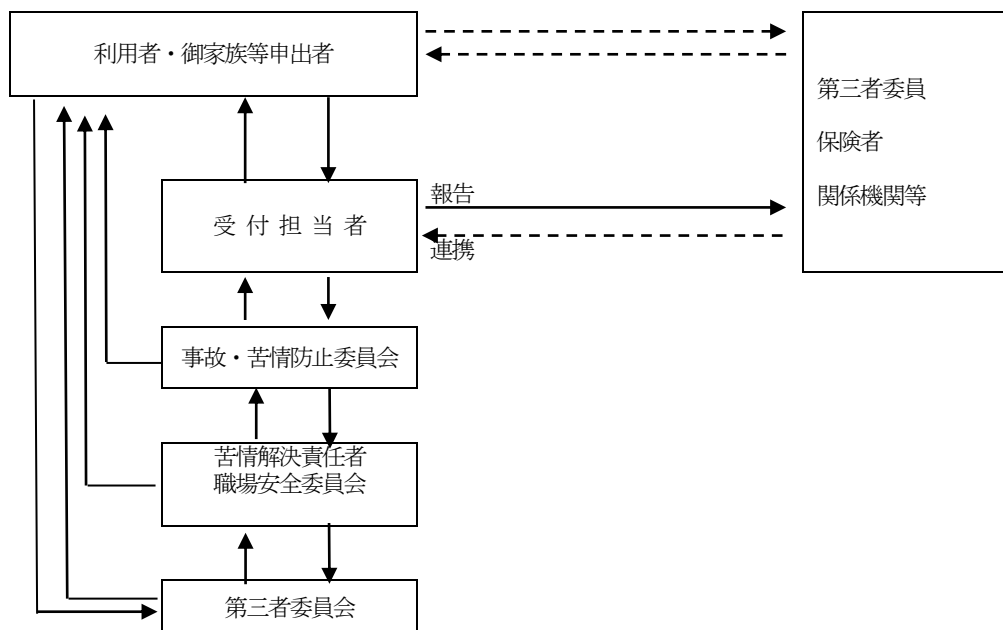 利用者・御家族等申出者
第三者委員
保険者
関係機関等
報告
受 付 担 当 者
連携
事故・苦情防止委員会
苦情解決責任者
職場安全委員会
第三者委員会